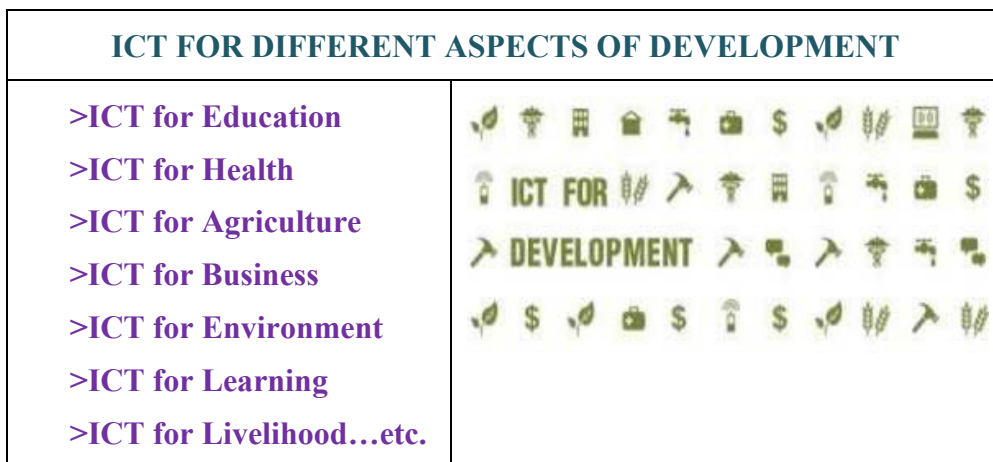 ICT FOR DIFFERENT ASPECTS OF DEVELOPMENT
>ICT for Education
>ICT for Health
>ICT for Agriculture
>ICT for Business
>ICT for Environment
>ICT for Learning
>ICT for Livelihood…etc.
ICT FOR
DEVELOPMENT